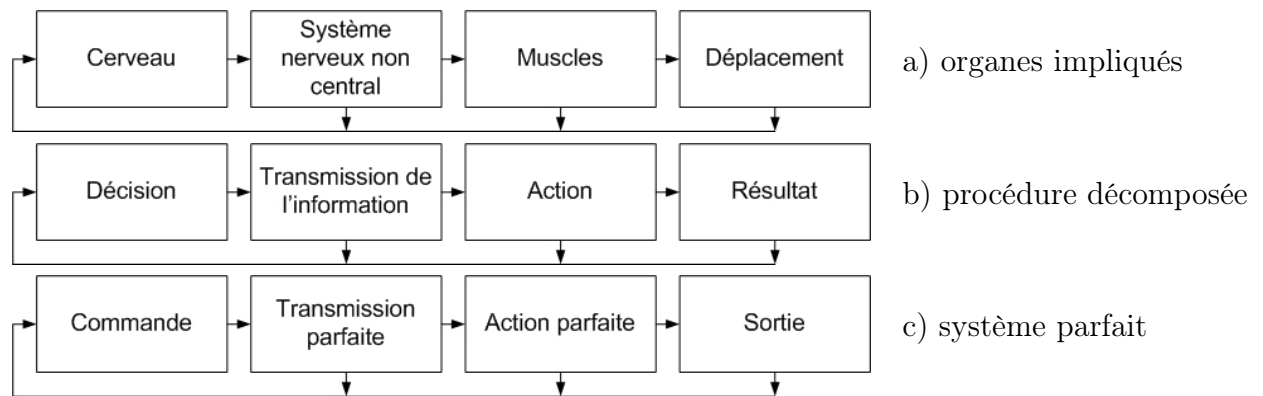 Cerveau
Système
nerveux non
central
Muscles
Déplacement
a) organes impliqués
Décision
Transmission de
l'information
Action
Résultat
b) procédure décomposée
Commande
Transmission
parfaite
Action parfaite
Sortie
c) système parfait